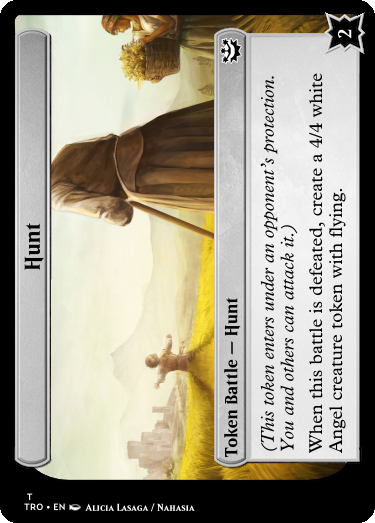 Hunt
Token Battle — Hunt
(This token enters under an opponent's protection.
You and others can attack it.)
When this battle is defeated, create a 4/4 white
Angel creature token with flying.
2
T
TRO • EN Alicia Lasaga / Nahasia